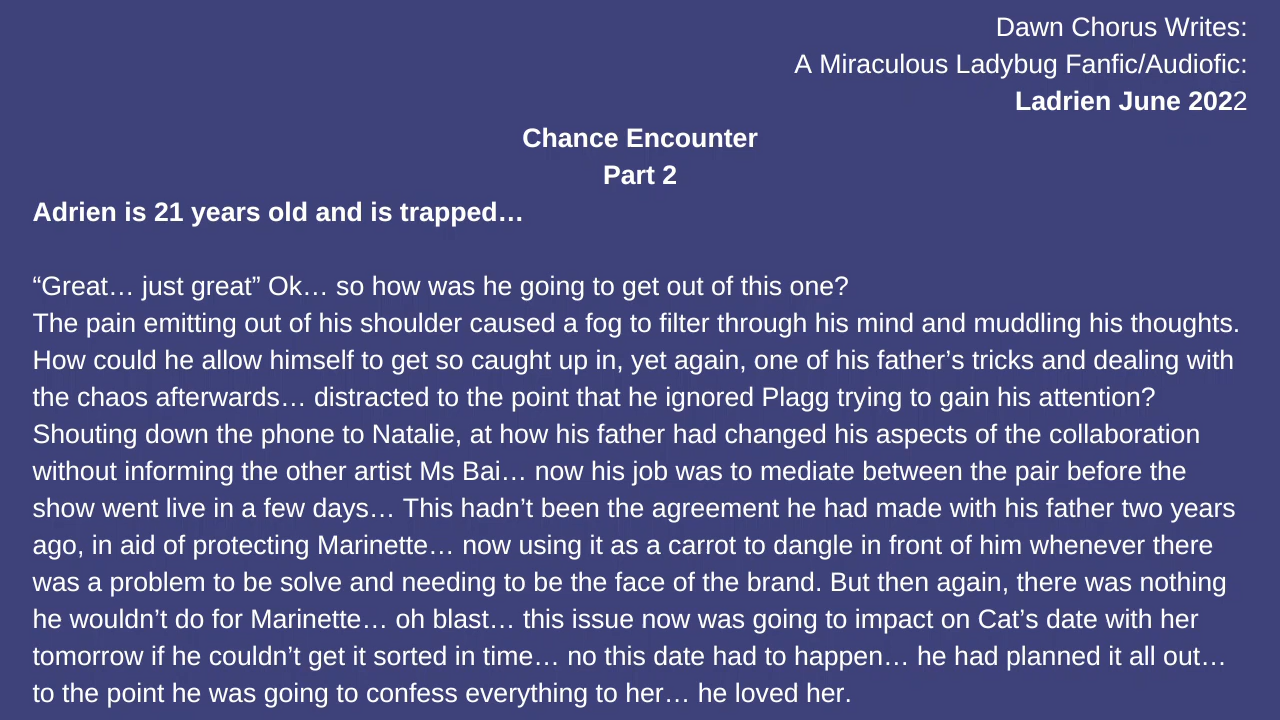 Dawn Chorus Writes:
A Miraculous Ladybug Fanfic/Audiofic:
Ladrien June 2022
Chance Encounter
Part 2
Adrien is 21 years old and is trapped…
“Great… just great” Ok… so how was he going to get out of this one?
The pain emitting out of his shoulder caused a fog to filter through his mind and muddling his thoughts.
How could he allow himself to get so caught up in, yet again, one of his father’s tricks and dealing with
the chaos afterwards… distracted to the point that he ignored Plagg trying to gain his attention?
Shouting down the phone to Natalie, at how his father had changed his aspects of the collaboration
without informing the other artist Ms Bai… now his job was to mediate between the pair before the
show went live in a few days… This hadn’t been the agreement he had made with his father two years
ago, in aid of protecting Marinette… now using it as a carrot to dangle in front of him whenever there
was a problem to be solve and needing to be the face of the brand. But then again, there was nothing
he wouldn’t do for Marinette… oh blast… this issue now was going to impact on Cat’s date with her
tomorrow if he couldn’t get it sorted in time… no this date had to happen… he had planned it all out…
to the point he was going to confess everything to her… he loved her.